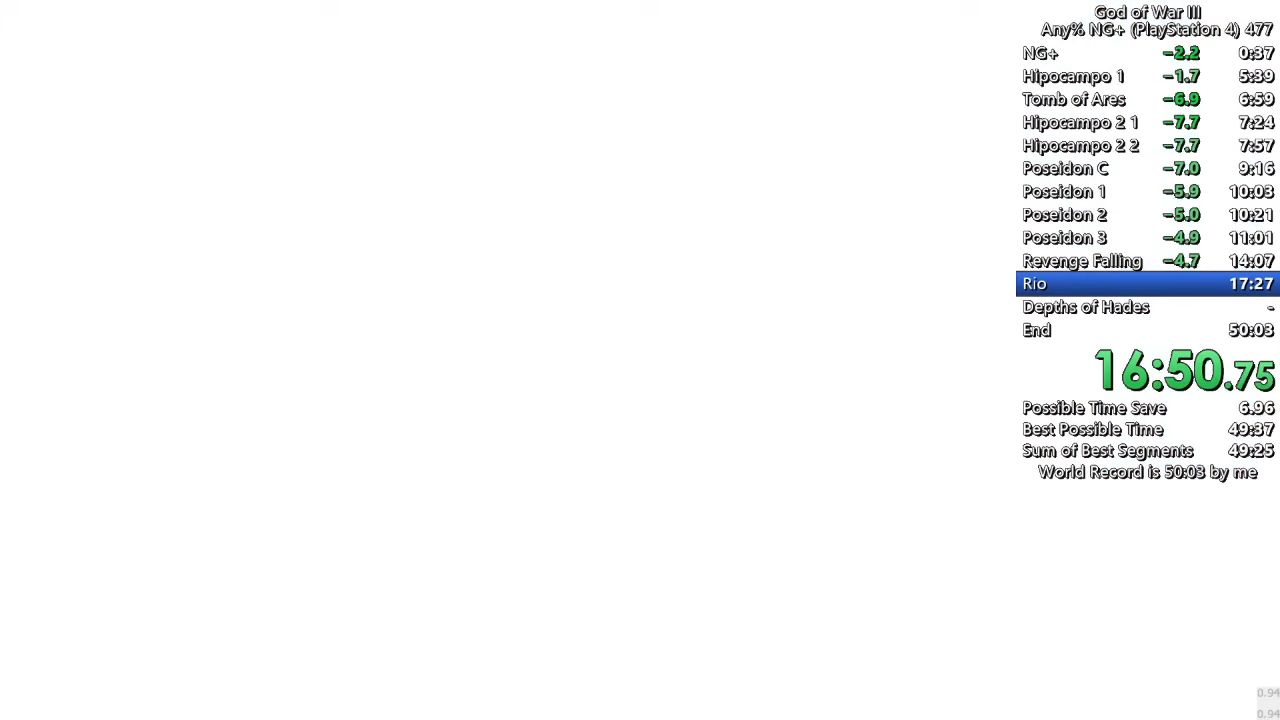 God of War III
Any% NG+ (PlayStation 4) 477
NG+ -2.2 0:37
Hipocampo 1 -1.7 5:39
Tomb of Ares -6.9 6:59
Hipocampo 2 1 -7.7 7:24
Hipocampo 2 2 -7.7 7:57
Poseidon C -7.0 9:16
Poseidon 1 -5.9 10:03
Poseidon 2 -5.0 10:21
Poseidon 3 -4.9 11:01
Revenge Falling -4.7 14:07
Rio 17:27
Depths of Hades -
End 50:03
16:50.75
Possible Time Save 6.96
Best Possible Time 49:37
Sum of Best Segments 49:25
World Record is 50:03 by me
0.94
0.94